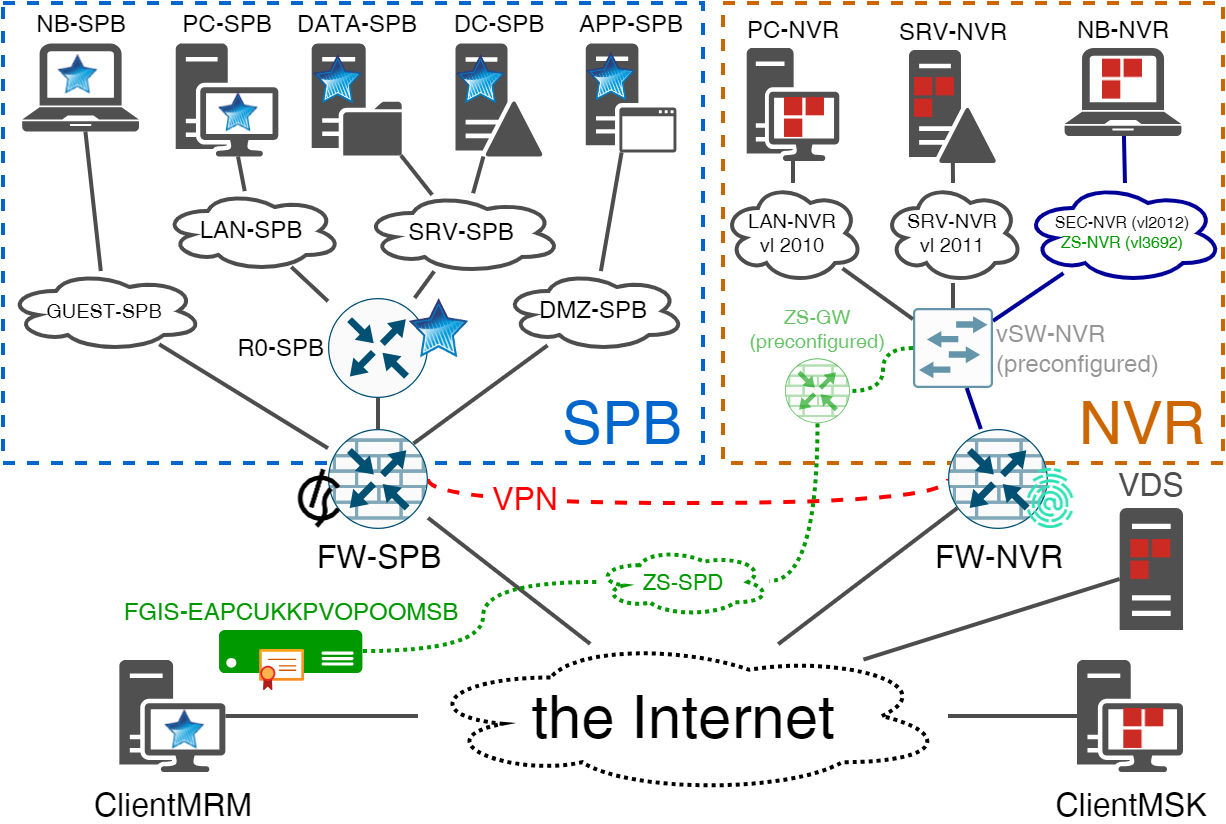 NB-SPB
PC-SPB
DATA-SPB
DC-SPB
APP-SPB
PC-NVR
SRV-NVR
NB-NVR
LAN-SPB
SRV-SPB
GUEST-SPB
DMZ-SPB
R0-SPB
LAN-NVR
vl 2010
SRV-NVR
vl 2011
SEC-NVR (vl2012)
ZS-NVR (vl3692)
ZS-GW
(preconfigured)
vSW-NVR
(preconfigured)
SPB
NVR
VPN
FW-SPB
FW-NVR
VDS
ZS-SPD
FGIS-EAPCUKKPVOPOOMSB
the Internet
ClientMRM
ClientMSK